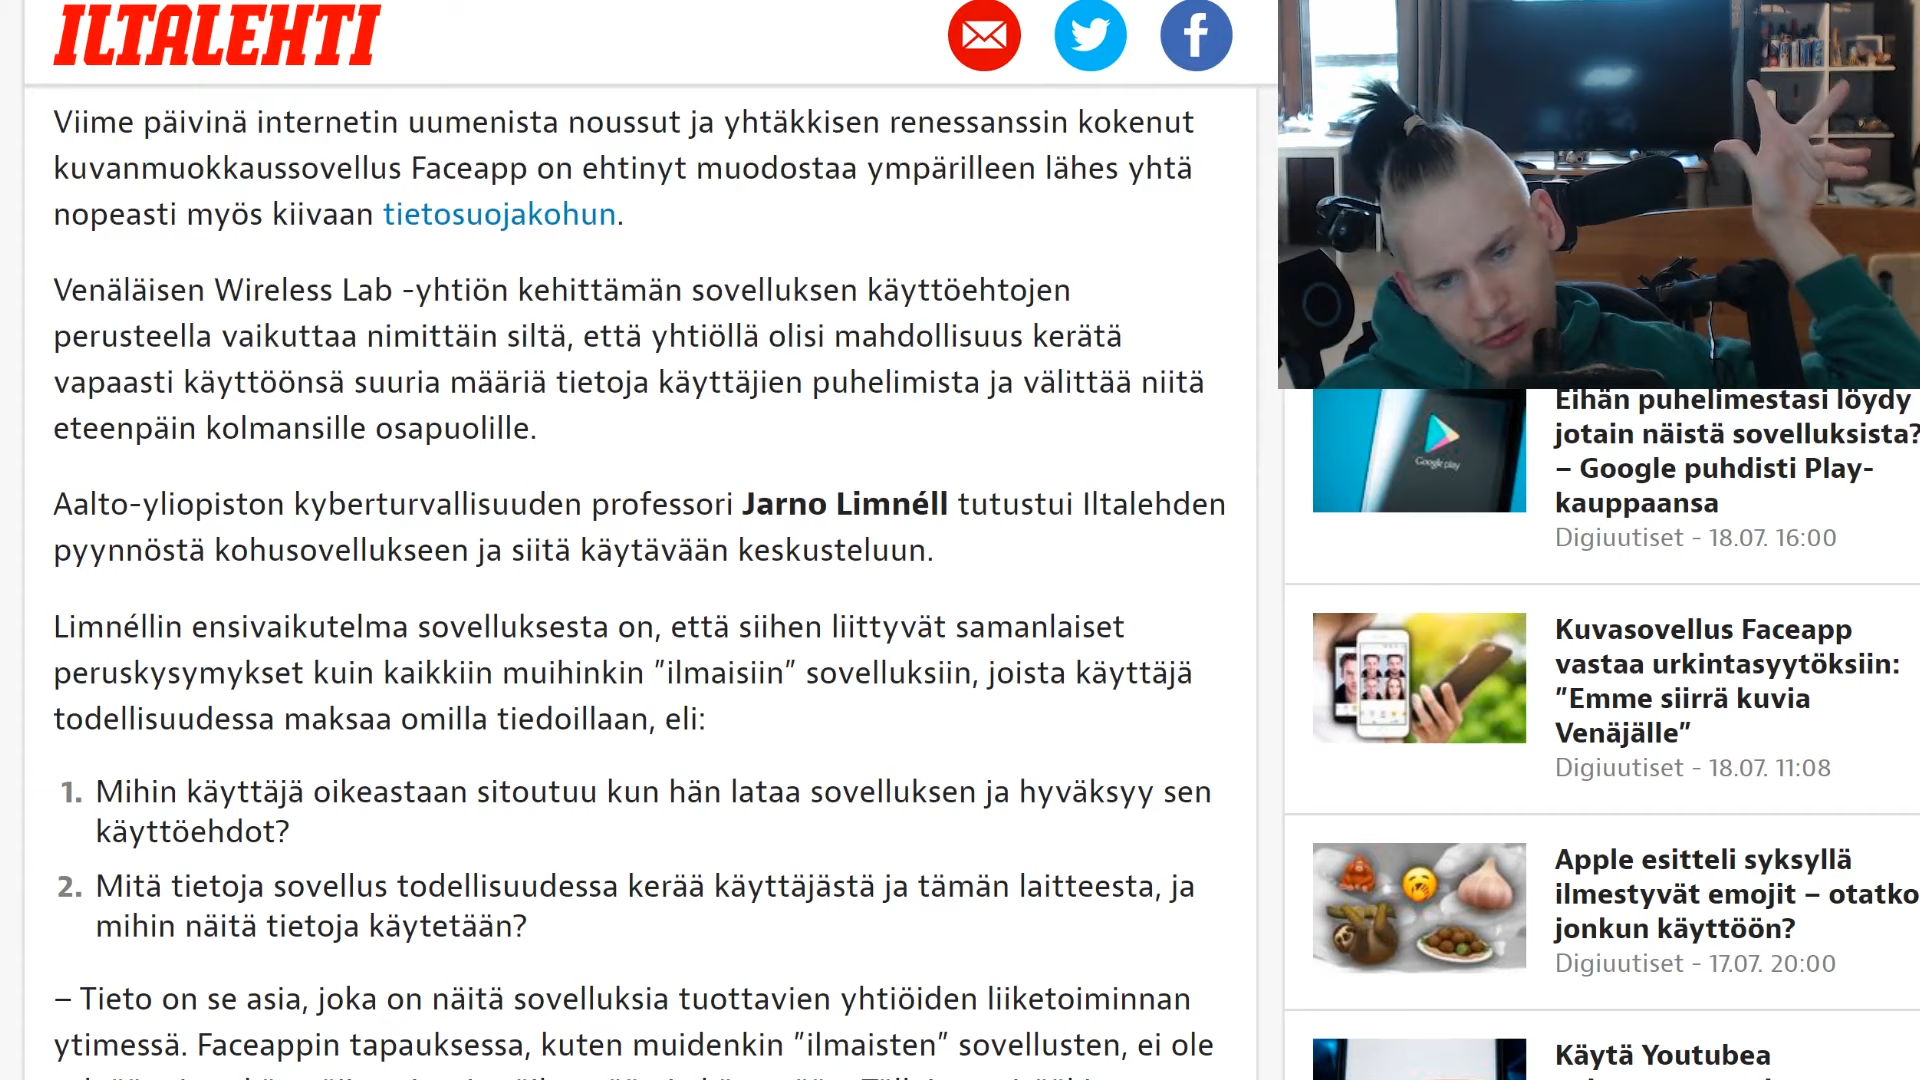 ILTALEHTI
Viime päivinä internetin uumenista noussut ja yhtäkkisen renessanssin kokenut
kuvanmuokkaussovellus Faceapp on ehtinyt muodostaa ympärilleen lähes yhtä
nopeasti myös kiivaan tietosuojakohun.
Venäläisen Wireless Lab -yhtiön kehittämän sovelluksen käyttöehtojen
perusteella vaikuttaa nimittäin siltä, että yhtiöllä olisi mahdollisuus kerätä
vapaasti käyttöönsä suuria määriä tietoja käyttäjien puhelimista ja välittää niitä
eteenpäin kolmansille osapuolille.
Aalto-yliopiston kyberturvallisuuden professori Jarno Limnéll tutustui Iltalehden
pyynnöstä kohusovellukseen ja siitä käytävään keskusteluun.
Limnéllin ensivaikutelma sovelluksesta on, että siihen liittyvät samanlaiset
peruskysymykset kuin kaikkiin muihinkin ”ilmaisiin” sovelluksiin, joista käyttäjä
todellisuudessa maksaa omilla tiedoillaan, eli:
1. Mihin käyttäjä oikeastaan sitoutuu kun hän lataa sovelluksen ja hyväksyy sen
käyttöehdot?
2. Mitä tietoja sovellus todellisuudessa kerää käyttäjästä ja tämän laitteesta, ja
mihin näitä tietoja käytetään?
– Tieto on se asia, joka on näitä sovelluksia tuottavien yhtiöiden liiketoiminnan
ytimessä. Faceappin tapauksessa, kuten muidenkin ”ilmaisten” sovellusten, ei ole
Google play
Eihän puhelimestasi löydy
jotain näistä sovelluksista?
– Google puhdisti Play-
kauppaansa
Digiuutiset - 18.07. 16:00
Kuvasovellus Faceapp
vastaa urkintasyytöksiin:
”Emme siirrä kuvia
Venäjälle”
Digiuutiset - 18.07. 11:08
Apple esitteli syksyllä
ilmestyvät emojit – otatko
jonkun käyttöön?
Digiuutiset - 17.07. 20:00
Käytä Youtubea